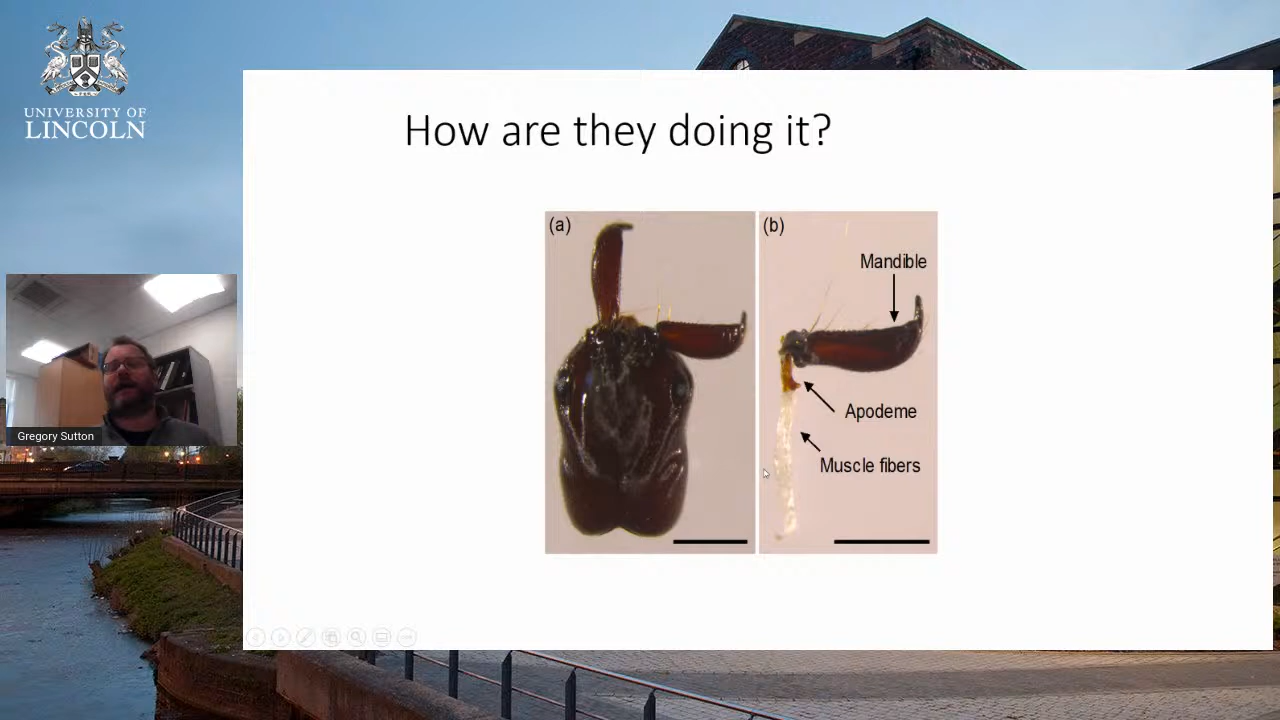 UNIVERSITY OF
LINCOLN
How are they doing it?
(a)
(b)
Mandible
Apodeme
Muscle fibers
Gregory Sutton